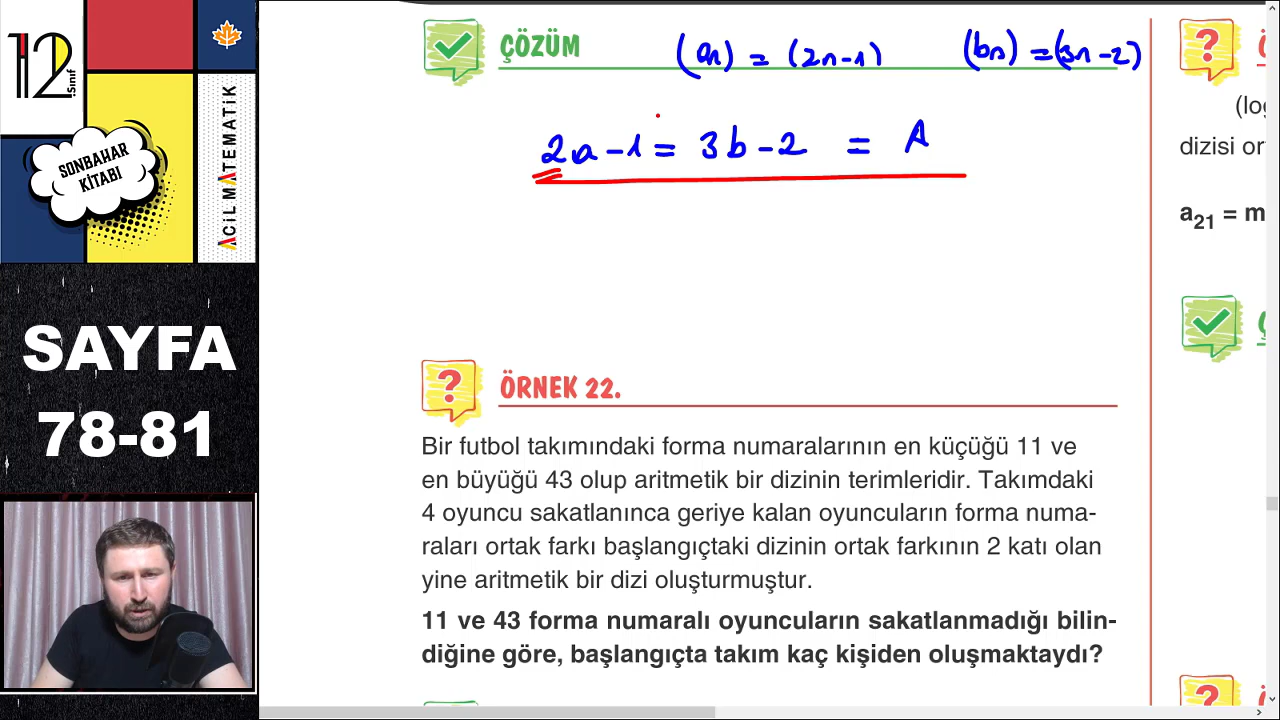 12
.Sınıf
SONBAHAR
KİTABI
ACİLMATEMATİK
SAYFA
78-81
ÇÖZÜM
(an) = (2n-1) (bn) = (3n-2)
2a-1 = 3b-2 = A
ÖRNEK 22.
Bir futbol takımındaki forma numaralarının en küçüğü 11 ve
en büyüğü 43 olup aritmetik bir dizinin terimleridir. Takımdaki
4 oyuncu sakatlanınca geriye kalan oyuncuların forma numa-
raları ortak farkı başlangıçtaki dizinin ortak farkının 2 katı olan
yine aritmetik bir dizi oluşturmuştur.
11 ve 43 forma numaralı oyuncuların sakatlanmadığı bilin-
diğine göre, başlangıçta takım kaç kişiden oluşmaktaydı?
dizisi
a21 =